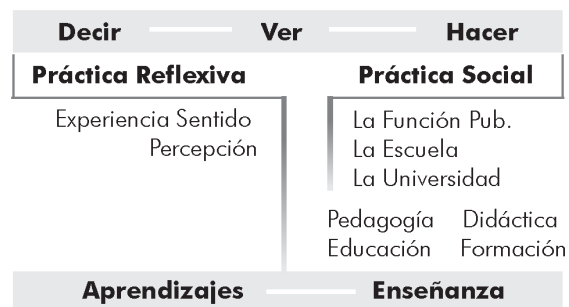 Decir Ver Hacer
Práctica Reflexiva Práctica Social
Experiencia Sentido
Percepción
La Función Pub.
La Escuela
La Universidad
Pedagogía Didáctica
Educación Formación
Aprendizajes Enseñanza